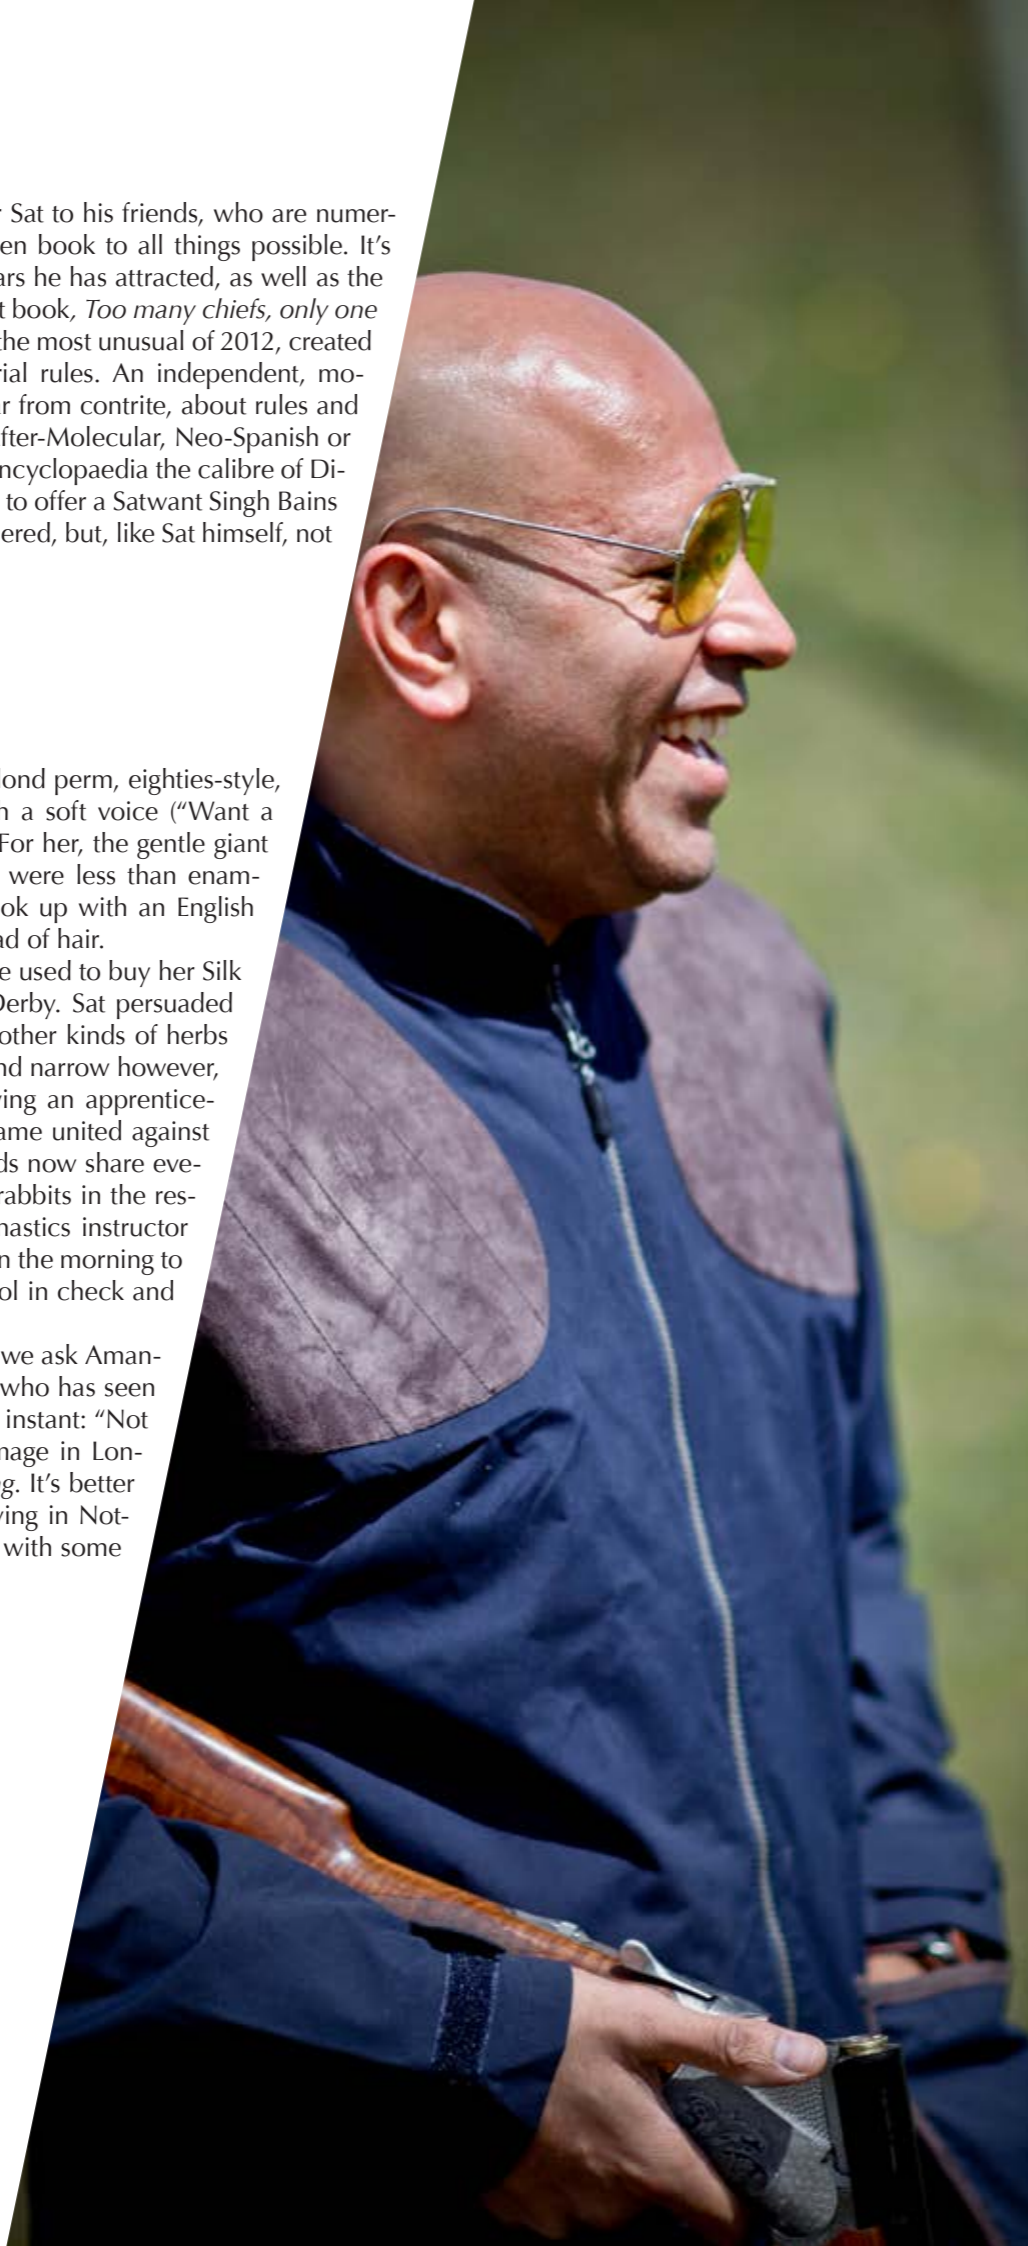 r Sat to his friends, who are numer-
en book to all things possible. It’s
ars he has attracted, as well as the
t book, Too many chiefs, only one
the most unusual of 2012, created
rial rules. An independent, mo-
ar from contrite, about rules and
fter-Molecular, Neo-Spanish or
ncyclopaedia the calibre of Di-
to offer a Satwant Singh Bains
ered, but, like Sat himself, not
lond perm, eighties-style,
n a soft voice (“Want a
For her, the gentle giant
were less than enam-
ok up with an English
ad of hair.
e used to buy her Silk
Derby. Sat persuaded
other kinds of herbs
nd narrow however,
ving an apprentice-
ame united against
ds now share eve-
rabbits in the res-
nastics instructor
n the morning to
ol in check and
we ask Aman-
who has seen
instant: “Not
mage in Lon-
g. It’s better
ving in Not-
with some